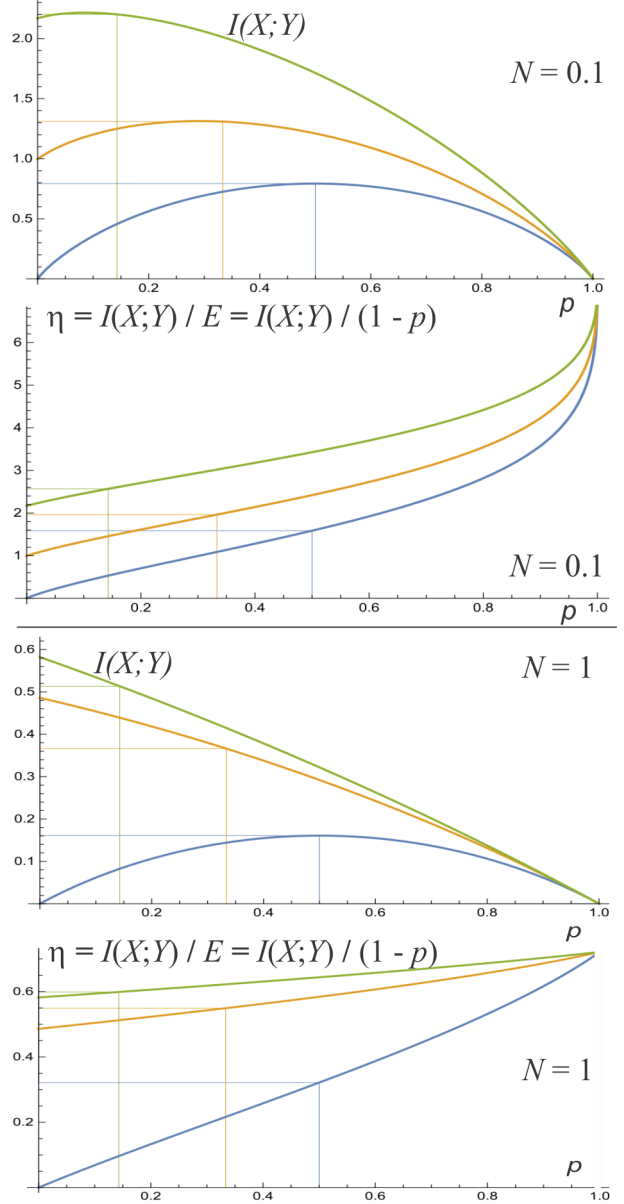 2.0
I(X;Y)
N = 0.1
1.5
1.0
0.5
0.2 0.4 0.6 0.8 1.0
p
η = I(X;Y) / E = I(X;Y) / (1 - p)
6
5
4
3
2
1
N = 0.1
0.2 0.4 0.6 0.8 1.0
p
0.6
I(X;Y)
N = 1
0.5
0.4
0.3
0.2
0.1
0.2 0.4 0.6 0.8 1.0
p
η = I(X;Y) / E = I(X;Y) / (1 - p)
0.6
0.4
N = 1
0.2
p
0.2 0.4 0.6 0.8 1.0